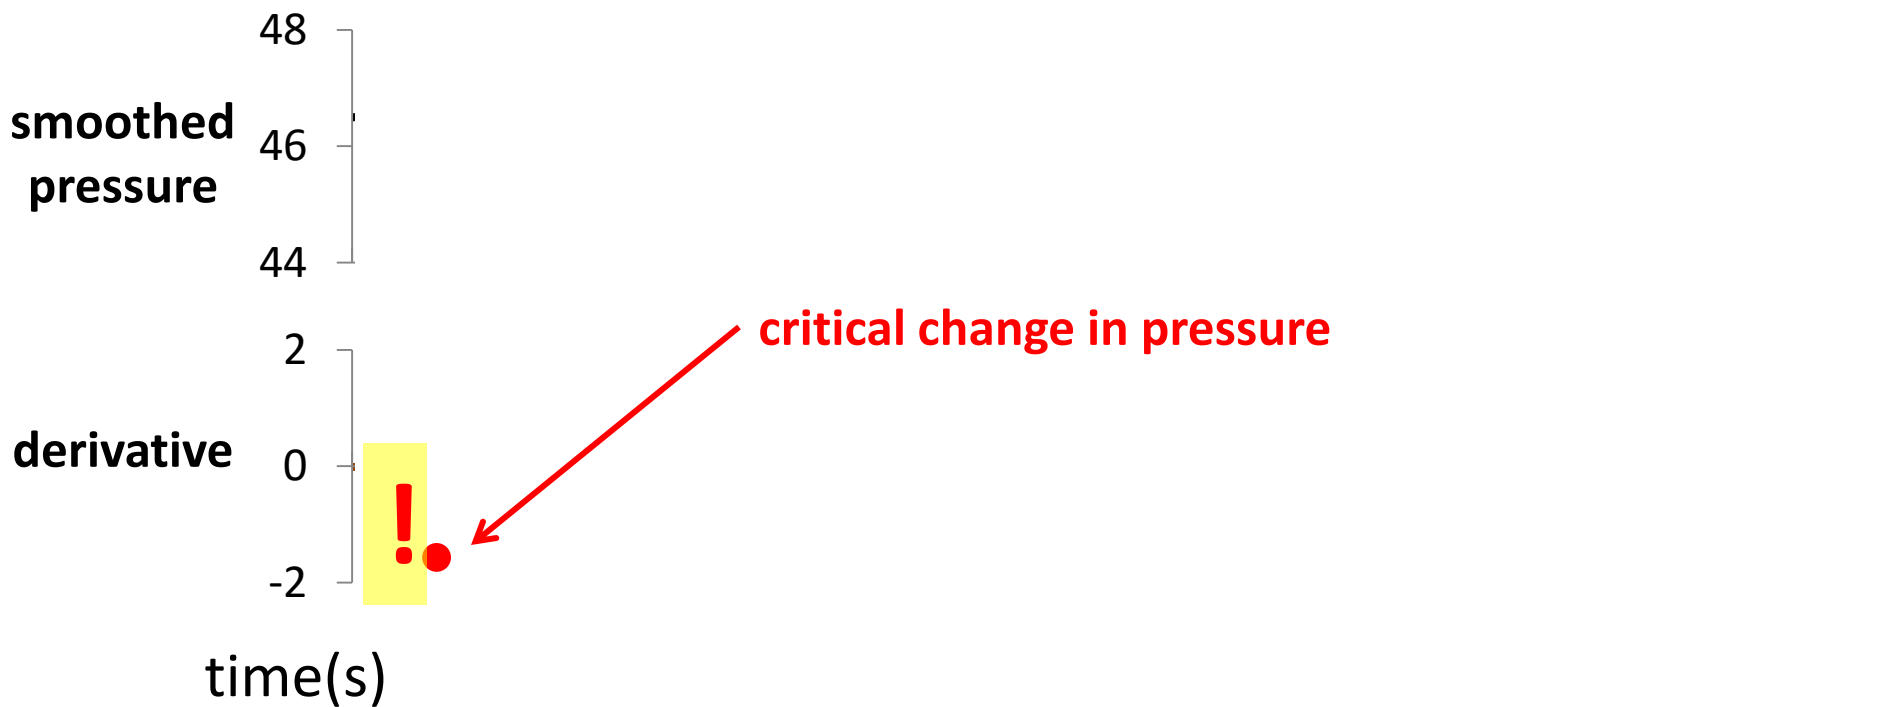 48
smoothed
46
pressure
44
critical change in pressure
2
derivative
0
!
-2
time(s)